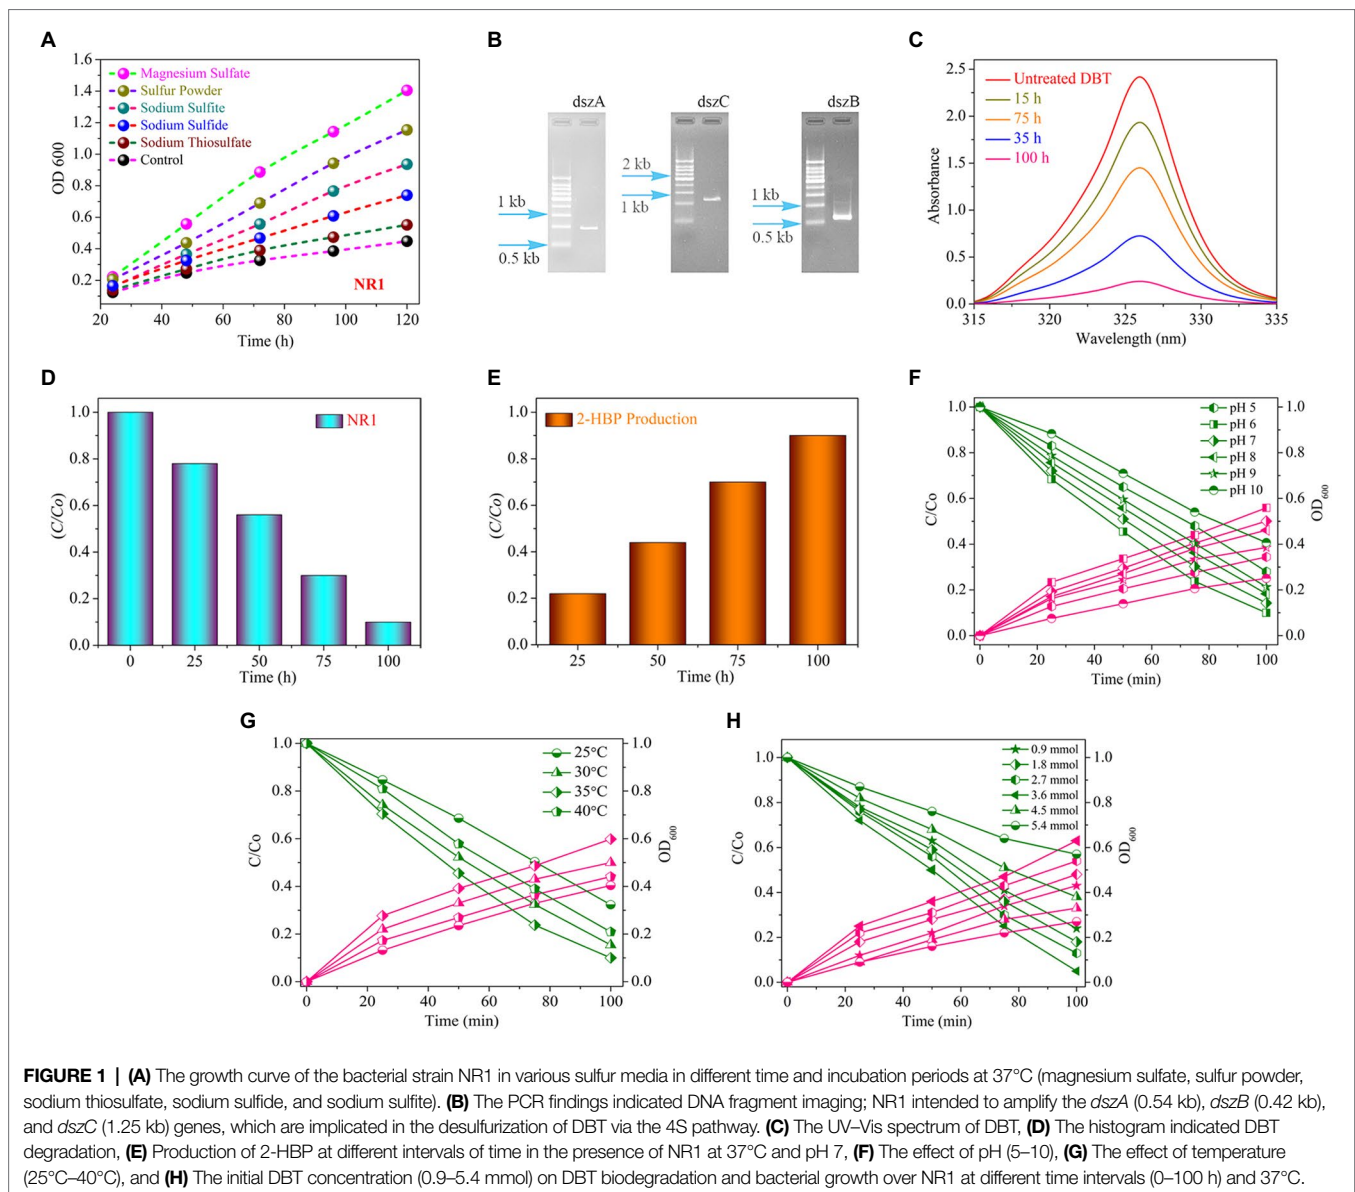 A
1.6
1.4
1.2
1.0
0.8
0.6
0.4
0.2
OD 600
Magnesium Sulfate
Sulfur Powder
Sodium Sulfite
Sodium Sulfide
Sodium Thiosulfate
Control
NR1
20 40 60 80 100 120
Time (h)
B
dszA
1 kb
0.5 kb
dszC
2 kb
1 kb
dszB
1 kb
0.5 kb
C
2.5
2.0
1.5
1.0
0.5
0.0
Absorbance
Untreated DBT
15 h
75 h
35 h
100 h
315 320 325 330 335
Wavelength (nm)
D
1.0
0.8
0.6
0.4
0.2
0.0
(C/Co)
NR1
0 25 50 75 100
Time (h)
E
1.0
0.8
0.6
0.4
0.2
0.0
(C/Co)
2-HBP Production
25 50 75 100
Time (h)
F
1.0
0.8
0.6
0.4
0.2
0.0
C/Co
pH 5
pH 6
pH 7
pH 8
pH 9
pH 10
1.0
0.8
0.6
0.4
0.2
0.0
OD600
0 20 40 60 80 100
Time (min)
G
1.0
0.8
0.6
0.4
0.2
0.0
C/Co
25°C
30°C
35°C
40°C
1.0
0.8
0.6
0.4
0.2
0.0
OD600
0 20 40 60 80 100
Time (min)
H
1.0
0.8
0.6
0.4
0.2
0.0
C/Co
0.9 mmol
1.8 mmol
2.7 mmol
3.6 mmol
4.5 mmol
5.4 mmol
1.0
0.8
0.6
0.4
0.2
0.0
OD600
0 20 40 60 80 100
Time (min)
FIGURE 1 | (A) The growth curve of the bacterial strain NR1 in various sulfur media in different time and incubation periods at 37°C (magnesium sulfate, sulfur powder,
sodium thiosulfate, sodium sulfide, and sodium sulfite). (B) The PCR findings indicated DNA fragment imaging; NR1 intended to amplify the dszA (0.54 kb), dszB (0.42 kb),
and dszC (1.25 kb) genes, which are implicated in the desulfurization of DBT via the 4S pathway. (C) The UV–Vis spectrum of DBT, (D) The histogram indicated DBT
degradation, (E) Production of 2-HBP at different intervals of time in the presence of NR1 at 37°C and pH 7, (F) The effect of pH (5–10), (G) The effect of temperature
(25°C–40°C), and (H) The initial DBT concentration (0.9–5.4 mmol) on DBT biodegradation and bacterial growth over NR1 at different time intervals (0–100 h) and 37°C.